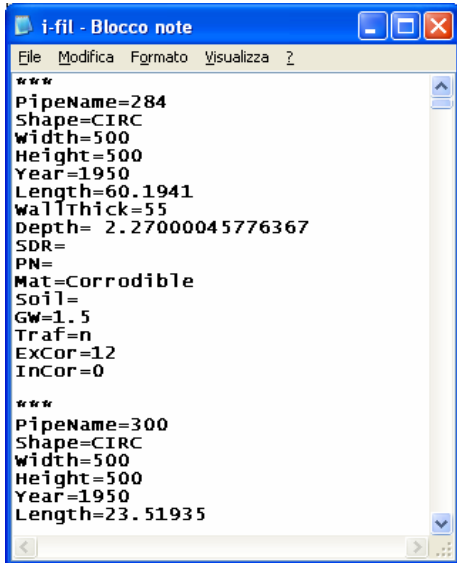 i-fil - Blocco note
File Modifica Formato Visualizza ?
***
PipeName=284
Shape=CIRC
Width=500
Height=500
Year=1950
Length=60.1941
WallThick=55
Depth= 2.27000045776367
SDR=
PN=
Mat=Corrodible
Soil=
GW=1.5
Traf=n
ExCor=12
InCor=0
***
PipeName=300
Shape=CIRC
Width=500
Height=500
Year=1950
Length=23.51935